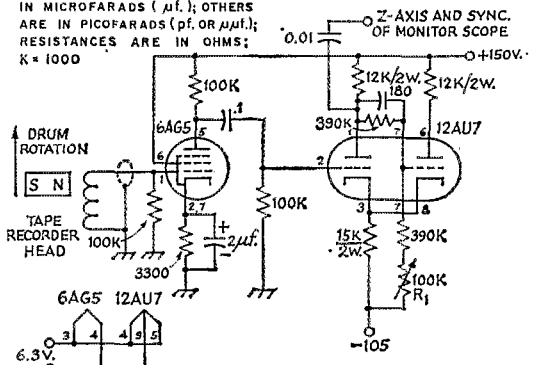 IN MICROFARADS ( µf.); OTHERS
ARE IN PICOFARADS (pf. OR µµf.);
RESISTANCES ARE IN OHMS;
K = 1000
Z-AXIS AND SYNC.
OF MONITOR SCOPE
0.01
+150V.
100K
12K/2W.
12K/2W.
180
.1
390K
6AG5
5
1
7
6
12AU7
DRUM
ROTATION
6
1
2
S N
3
7
8
2,7
TAPE
RECORDER
HEAD
100K
100K
+
2µf.
-
3300
15K
2W.
390K
100K
R1
6AG5 12AU7
-105
3 4 4 9 5
6.3V.